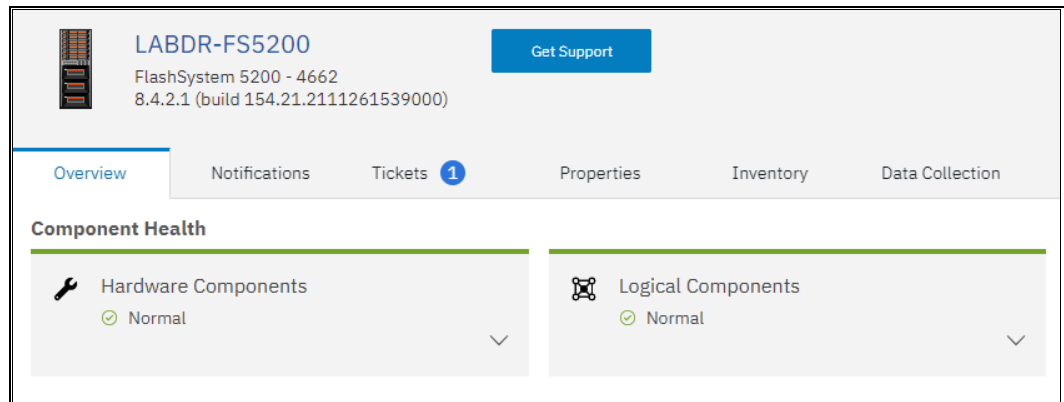 LABDR-FS5200
Get Support
FlashSystem 5200 - 4662
8.4.2.1 (build 154.21.2111261539000)
Overview Notifications Tickets 1 Properties Inventory Data Collection
Component Health
Hardware Components
Normal
Logical Components
Normal